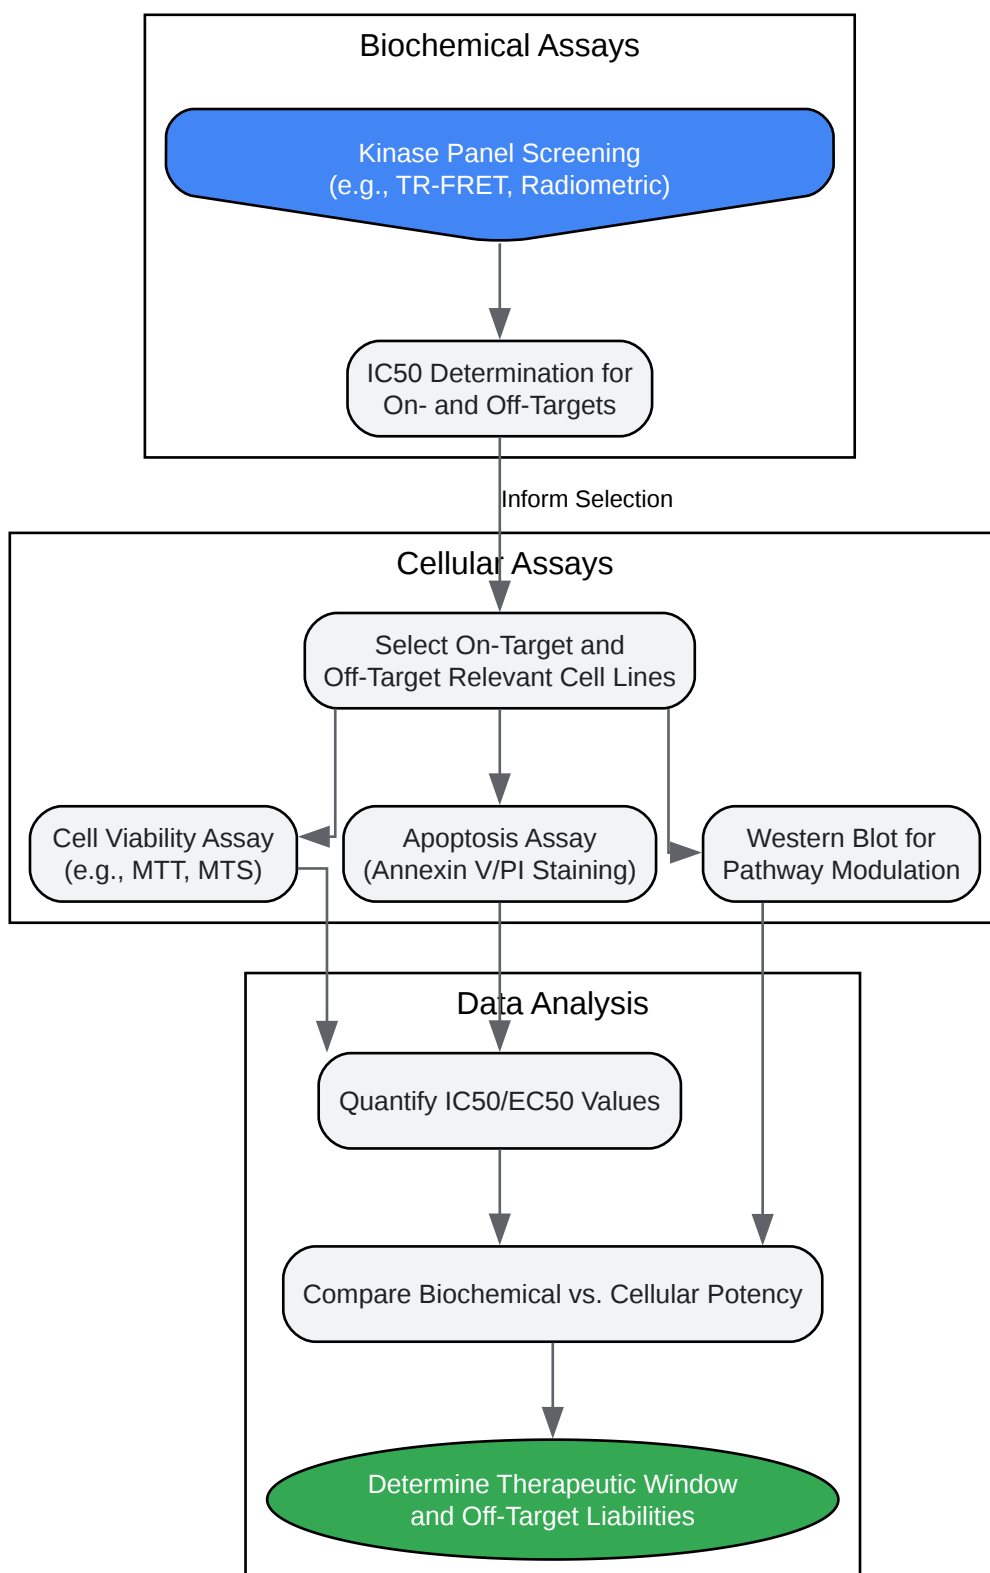 Biochemical Assays
Kinase Panel Screening
(e.g., TR-FRET, Radiometric)
IC50 Determination for
On- and Off-Targets
Inform Selection
Cellular Assays
Select On-Target and
Off-Target Relevant Cell Lines
Cell Viability Assay
(e.g., MTT, MTS)
Apoptosis Assay
(Annexin V/PI Staining)
Western Blot for
Pathway Modulation
Data Analysis
Quantify IC50/EC50 Values
Compare Biochemical vs. Cellular Potency
Determine Therapeutic Window
and Off-Target Liabilities